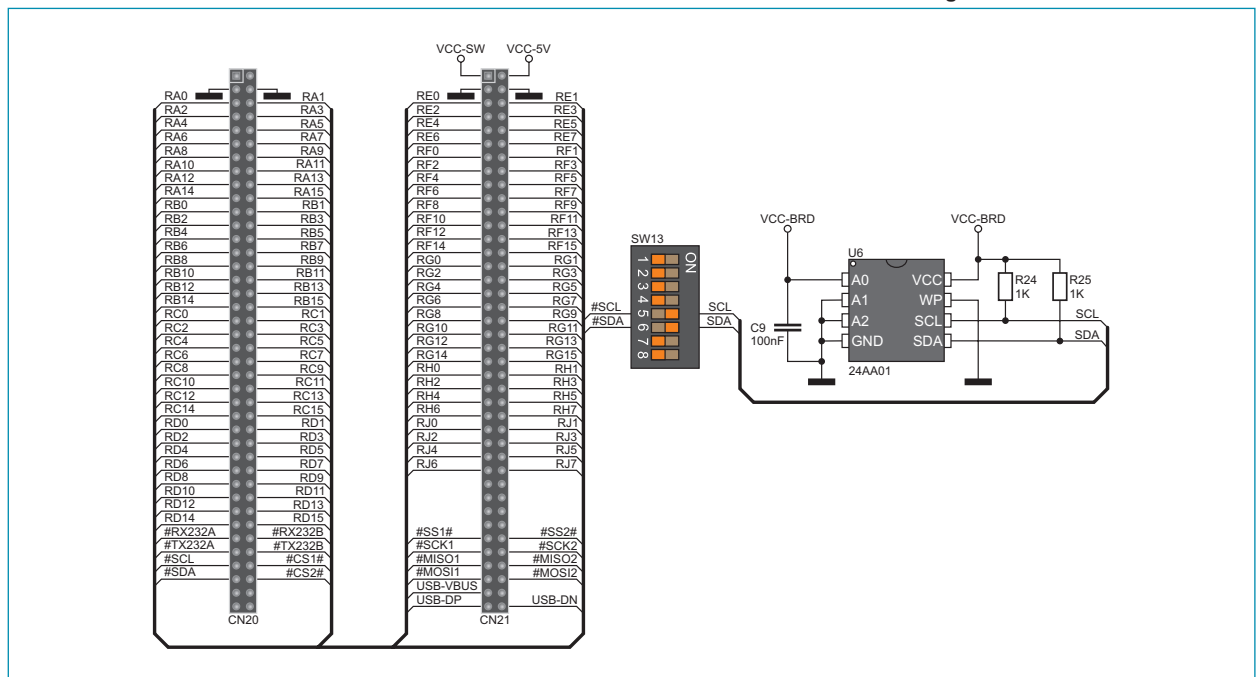 VCC-SW VCC-5V
RA0 RA1 RE0 RE1
RA2 RA3 RE2 RE3
RA4 RA5 RE4 RE5
RA6 RA7 RE6 RE7
RA8 RA9 RF0 RF1
RA10 RA11 RF2 RF3
RA12 RA13 RF4 RF5
RA14 RA15 RF6 RF7
RB0 RB1 RF8 RF9
RB2 RB3 RF10 RF11
RB4 RB5 RF12 RF13
RB6 RB7 RF14 RF15
RB8 RB9 RG0 RG1
RB10 RB11 RG2 RG3
RB12 RB13 RG4 RG5
RB14 RB15 RG6 RG7
RC0 RC1 RG8 RG9
RC2 RC3 RG10 RG11
RC4 RC5 RG12 RG13
RC6 RC7 RG14 RG15
RC8 RC9 RH0 RH1
RC10 RC11 RH2 RH3
RC12 RC13 RH4 RH5
RC14 RC15 RH6 RH7
RD0 RD1 RJ0 RJ1
RD2 RD3 RJ2 RJ3
RD4 RD5 RJ4 RJ5
RD6 RD7 RJ6 RJ7
RD8 RD9
RD10 RD11
RD12 RD13
RD14 RD15
#RX232A #RX232B #SS1# #SS2#
#TX232A #TX232B #SCK1 #SCK2
#SCL #CS1# #MISO1 #MISO2
#SDA #CS2# #MOSI1 #MOSI2
USB-VBUS
USB-DP USB-DN
CN20 CN21
SW13
ON
1
2
3
4
5
6
7
8
#SCL SCL
#SDA SDA
VCC-BRD VCC-BRD
U6
A0 VCC
A1 WP
A2 SCL
GND SDA
24AA01
C9
100nF
R24
1K
R25
1K
SCL
SDA